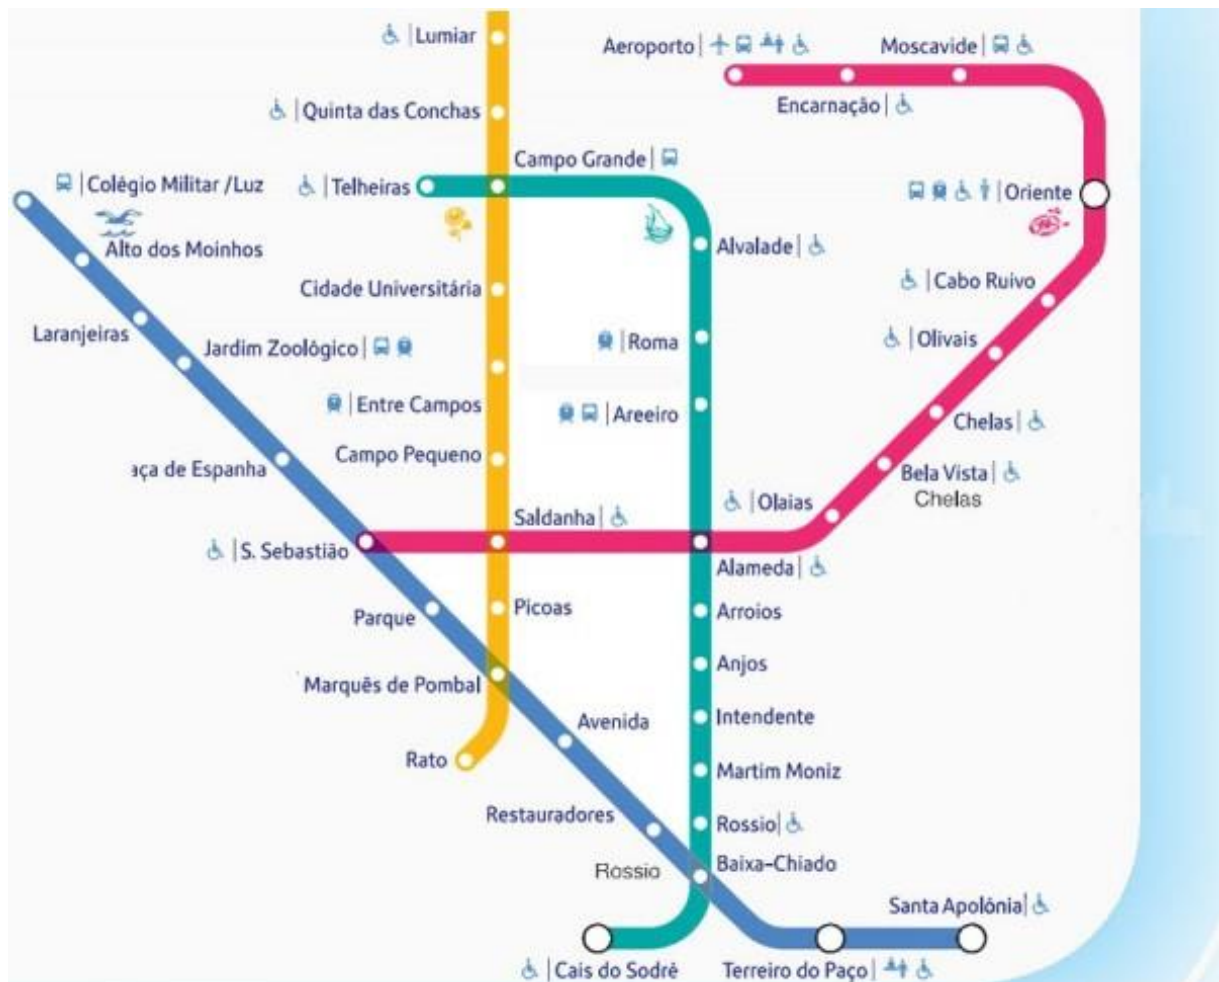 Lumiar
Aeroporto
Moscavide
Encarnação
Quinta das Conchas
Campo Grande
Colégio Militar /Luz
Telheiras
Oriente
Alto dos Moinhos
Alvalade
Cidade Universitária
Cabo Ruivo
Laranjeiras
Jardim Zoológico
Roma
Olivais
Entre Campos
Areeiro
Chelas
Campo Pequeno
aça de Espanha
Bela Vista
Chelas
Olaias
Saldanha
S. Sebastião
Alameda
Parque
Picoas
Arroios
Anjos
Marquês de Pombal
Avenida
Intendente
Rato
Martim Moniz
Restauradores
Rossio
Baixa-Chiado
Rossio
Santa Apolónia
Cais do Sodré
Terreiro do Paço